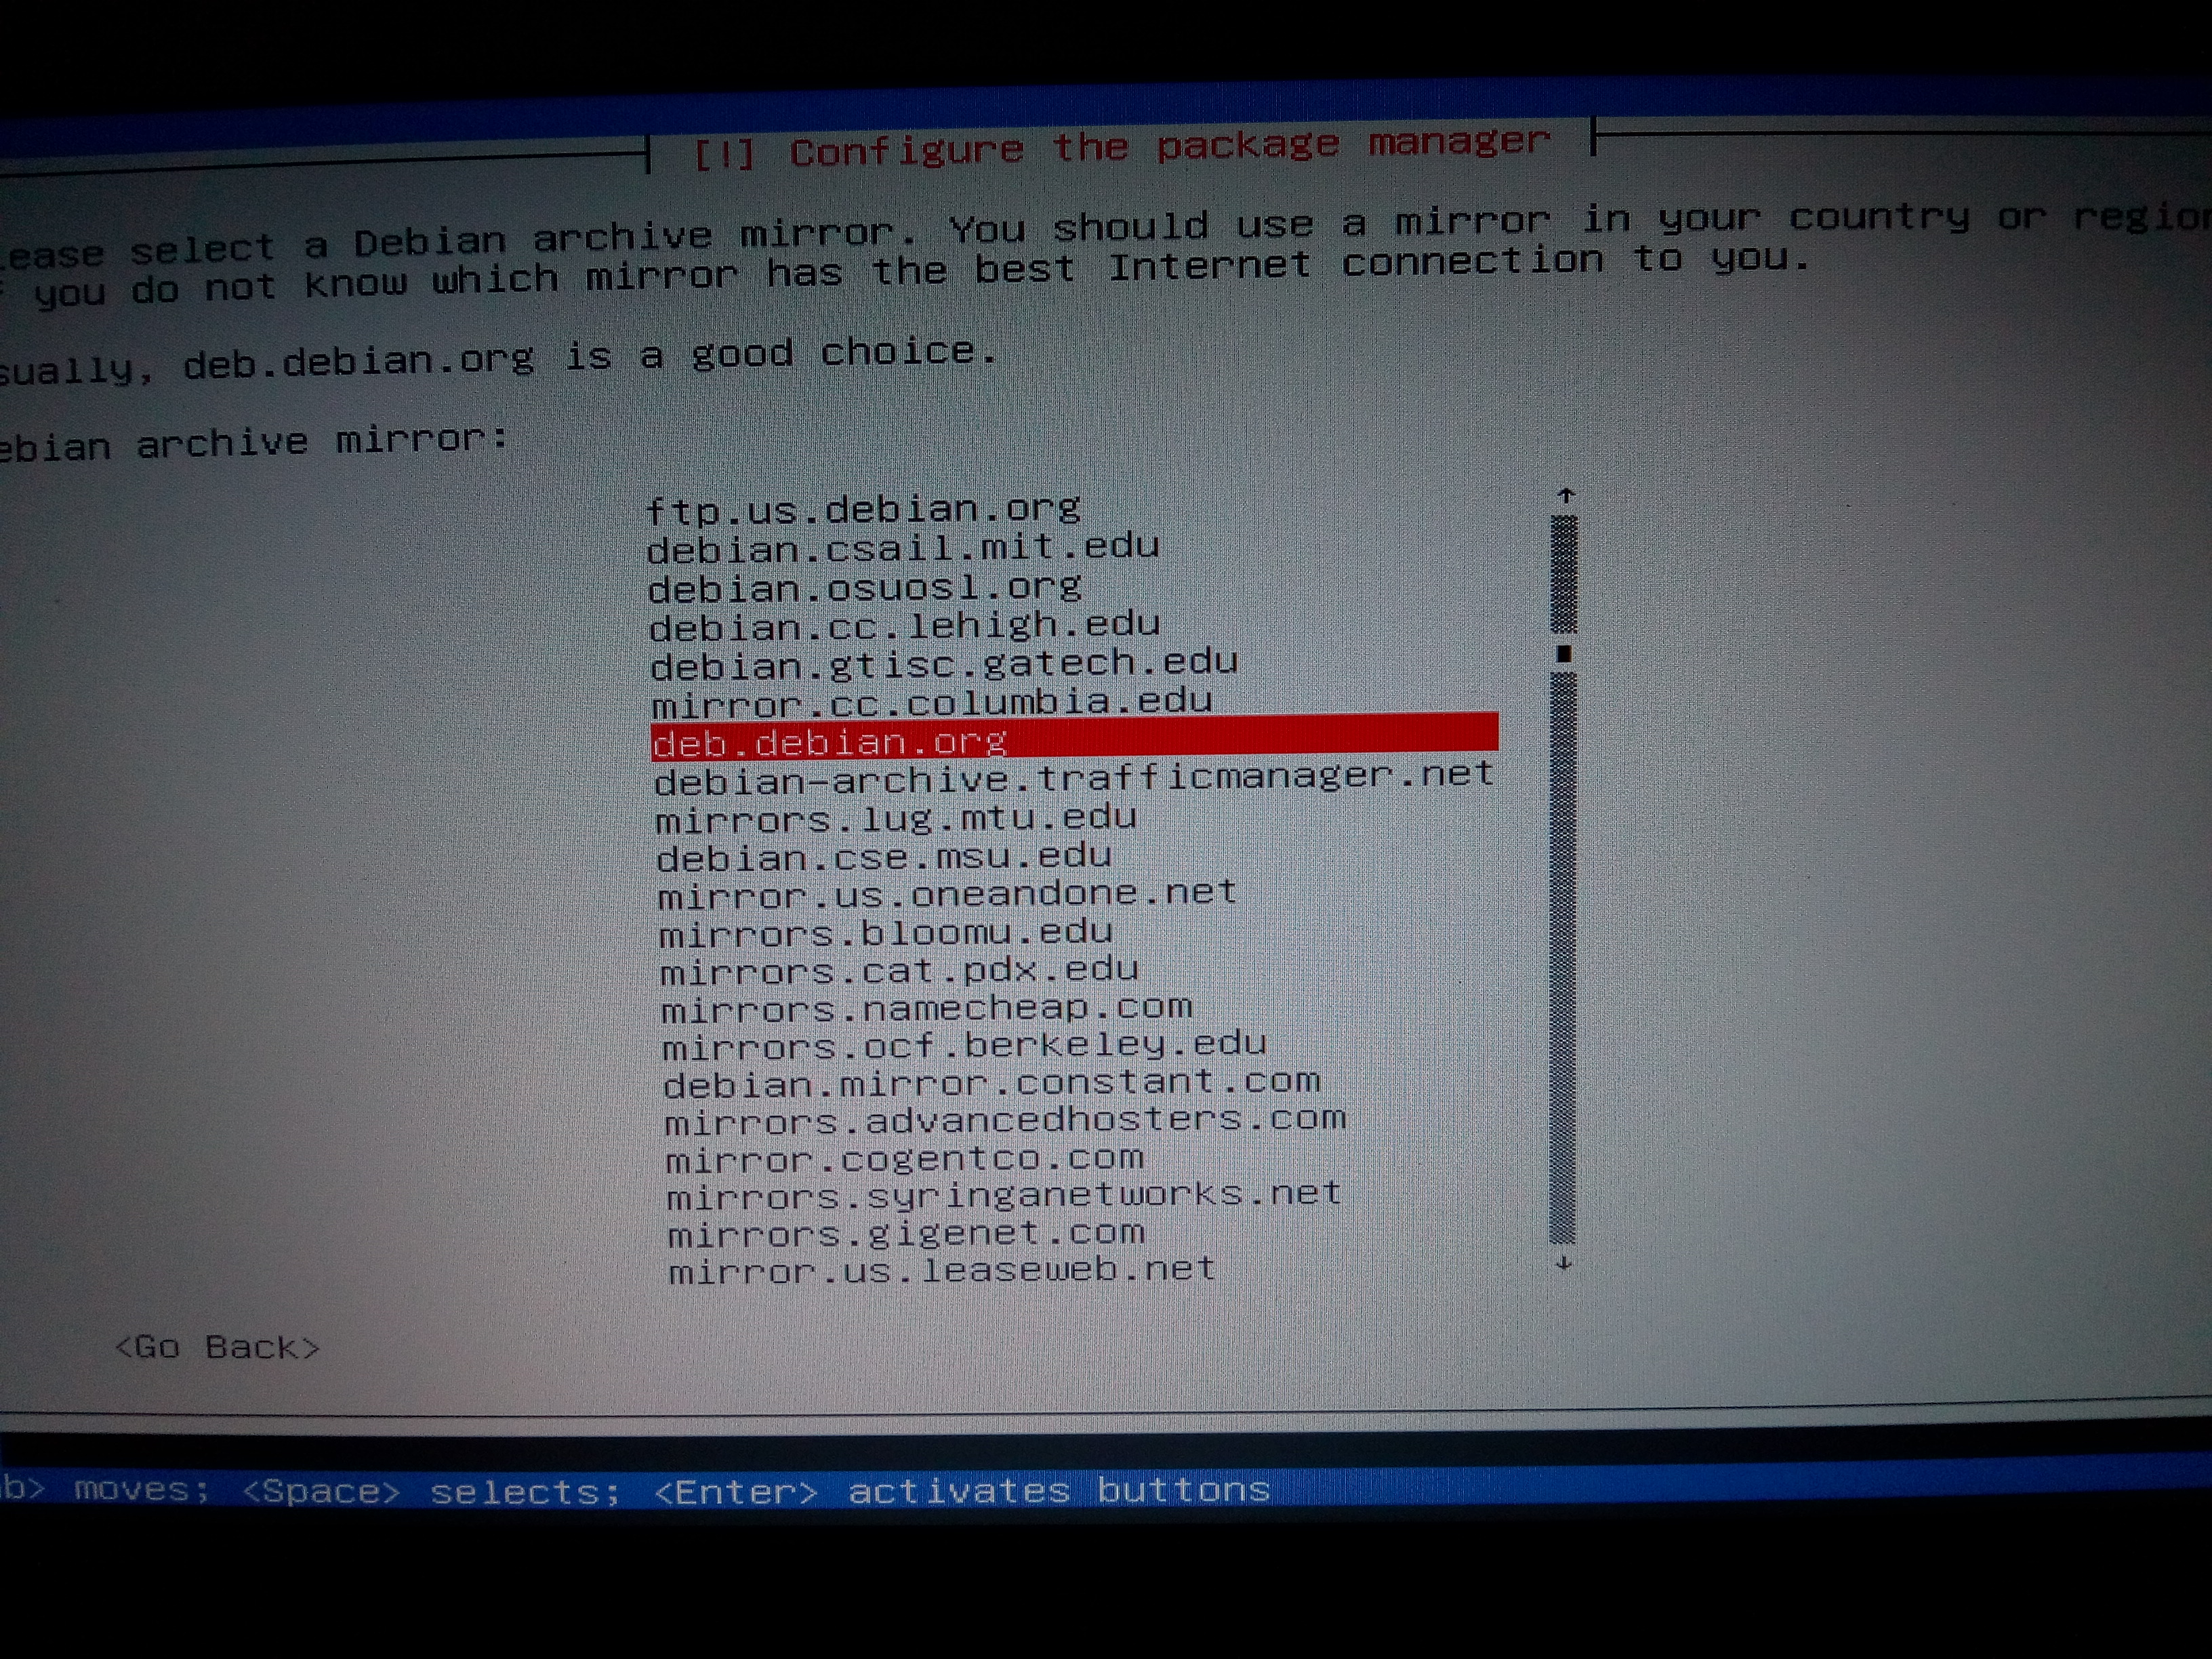 [!] Configure the package manager
lease select a Debian archive mirror. You should use a mirror in your country or region
you do not know which mirror has the best Internet connection to you.
sually, deb.debian.org is a good choice.
ebian archive mirror:
ftp.us.debian.org
debian.csail.mit.edu
debian.osuosl.org
debian.cc.lehigh.edu
debian.gtisc.gatech.edu
mirror.cc.columbia.edu
deb.debian.org
debian-archive.trafficmanager.net
mirrors.lug.mtu.edu
debian.cse.msu.edu
mirror.us.oneandone.net
mirrors.bloomu.edu
mirrors.cat.pdx.edu
mirrors.namecheap.com
mirrors.ocf.berkeley.edu
debian.mirror.constant.com
mirrors.advancedhosters.com
mirror.cogentco.com
mirrors.syringanetworks.net
mirrors.gigenet.com
mirror.us.leaseweb.net
<Go Back>
b> moves; <Space> selects; <Enter> activates buttons